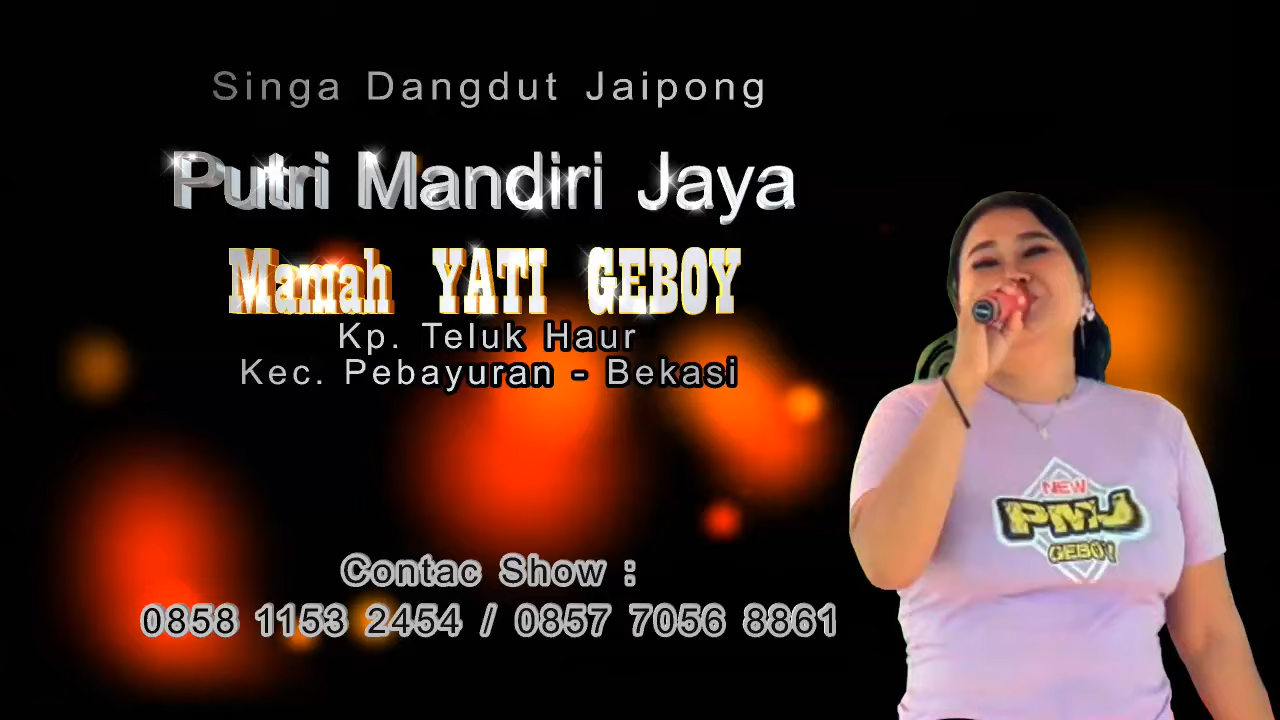 Singa Dangdut Jaipong
Putri Mandiri Jaya
Mamah YATI GEBOY
Kp. Teluk Haur
Kec. Pebayuran - Bekasi
Contac Show :
0858 1153 2454 / 0857 7056 8861
NEW
PMJ
GEBOY